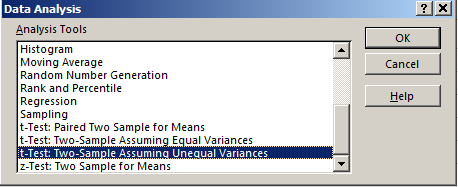 Data Analysis
Analysis Tools
Histogram
Moving Average
Random Number Generation
Rank and Percentile
Regression
Sampling
t-Test: Paired Two Sample for Means
t-Test: Two-Sample Assuming Equal Variances
t-Test: Two-Sample Assuming Unequal Variances
z-Test: Two Sample for Means
OK
Cancel
Help